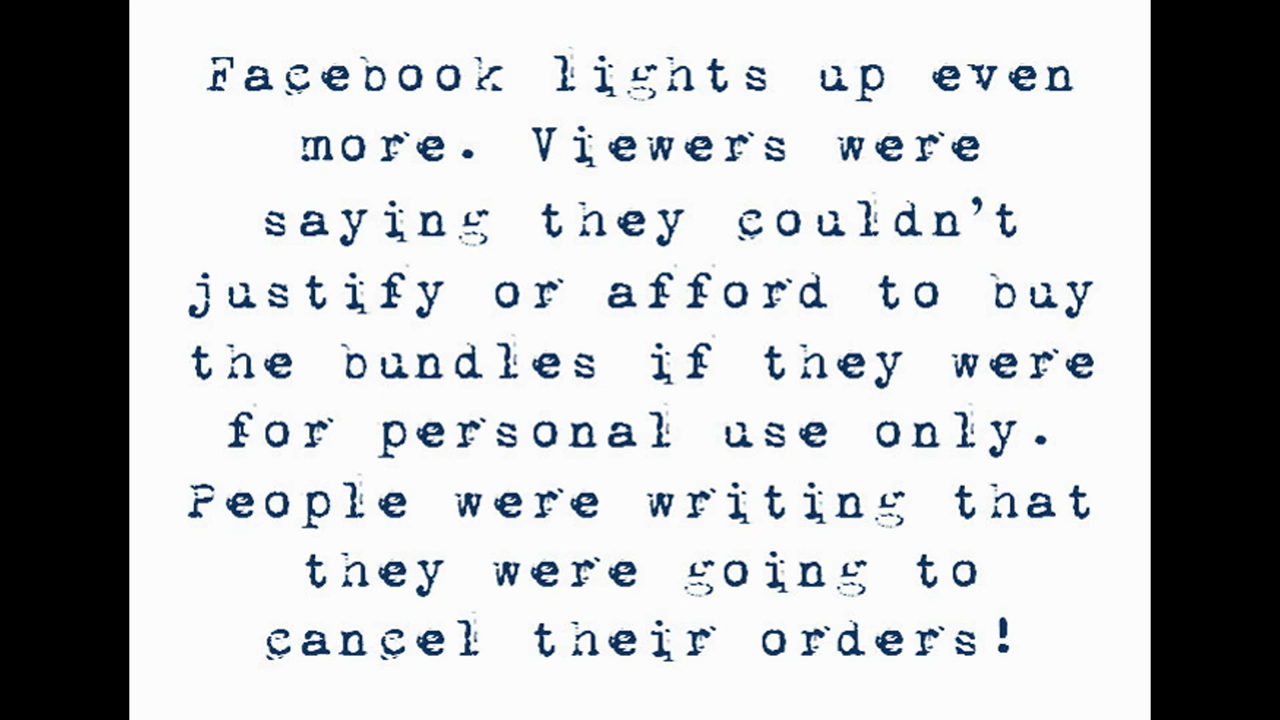 Facebook lights up even
more. Viewers were
saying they couldn't
justify or afford to buy
the bundles if they were
for personal use only.
People were writing that
they were going to
cancel their orders!